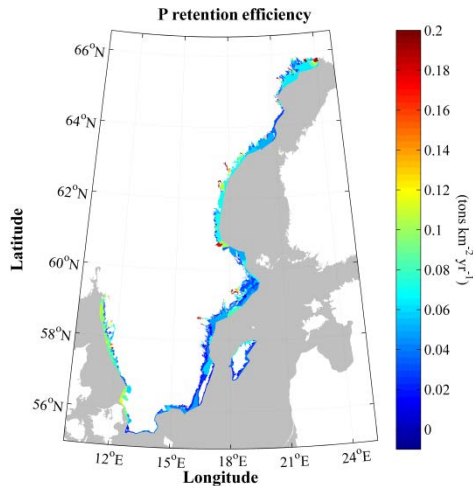 P retention efficiency
66°N
64°N
62°N
60°N
58°N
56°N
12°E
15°E
18°E
21°E
24°E
Latitude
Longitude
0.2
0.18
0.16
0.14
0.12
0.1
0.08
0.06
0.04
0.02
0
(tons km⁻² yr⁻¹)